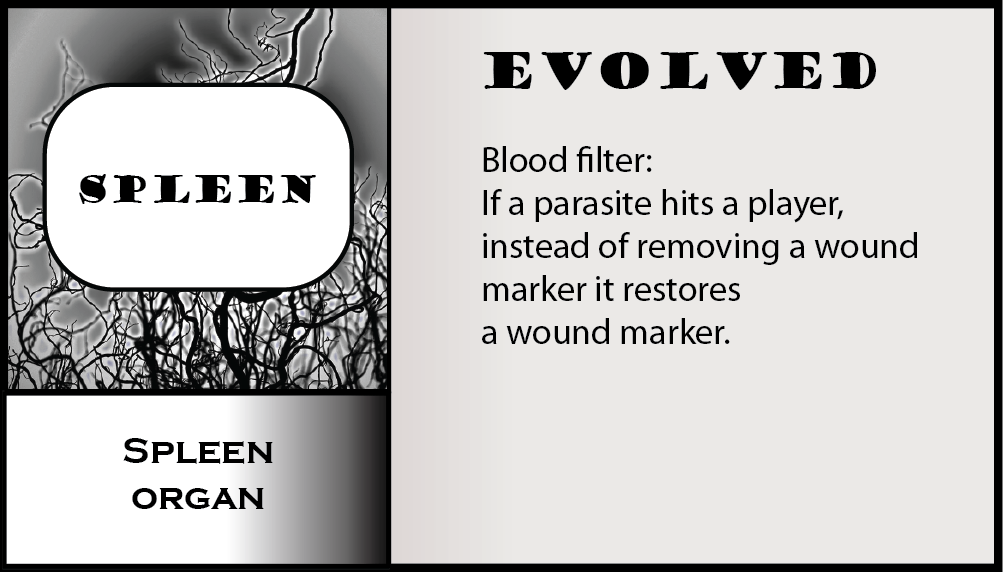 SPLEEN
SPLEEN
ORGAN
EVOLVED
Blood filter:
If a parasite hits a player,
instead of removing a wound
marker it restores
a wound marker.